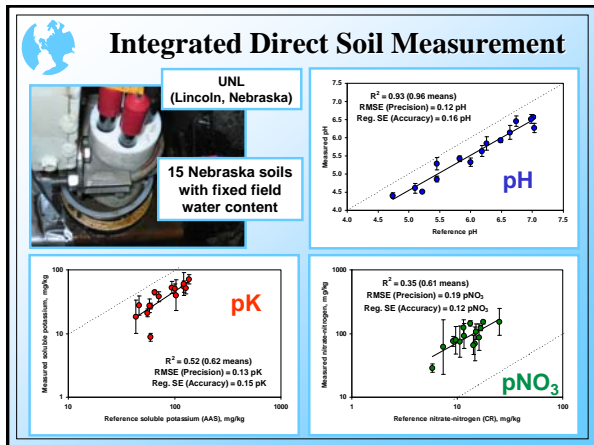 Integrated Direct Soil Measurement
UNL
(Lincoln, Nebraska)
15 Nebraska soils
with fixed field
water content
7.5
7.0
6.5
6.0
5.5
5.0
4.5
4.0
Measured pH
R² = 0.93 (0.96 means)
RMSE (Precision) = 0.12 pH
Reg. SE (Accuracy) = 0.16 pH
pH
4.0 4.5 5.0 5.5 6.0 6.5 7.0 7.5
Reference pH
100
10
1
Measured soluble potassium, mg/kg
pK
R² = 0.52 (0.62 means)
RMSE (Precision) = 0.13 pK
Reg. SE (Accuracy) = 0.15 pK
10 100 1000
Reference soluble potassium (AAS), mg/kg
1000
100
10
Measured nitrate-nitrogen, mg/kg
R² = 0.35 (0.61 means)
RMSE (Precision) = 0.19 pNO₃
Reg. SE (Accuracy) = 0.12 pNO₃
pNO₃
1 10 100
Reference nitrate-nitrogen (CR), mg/kg